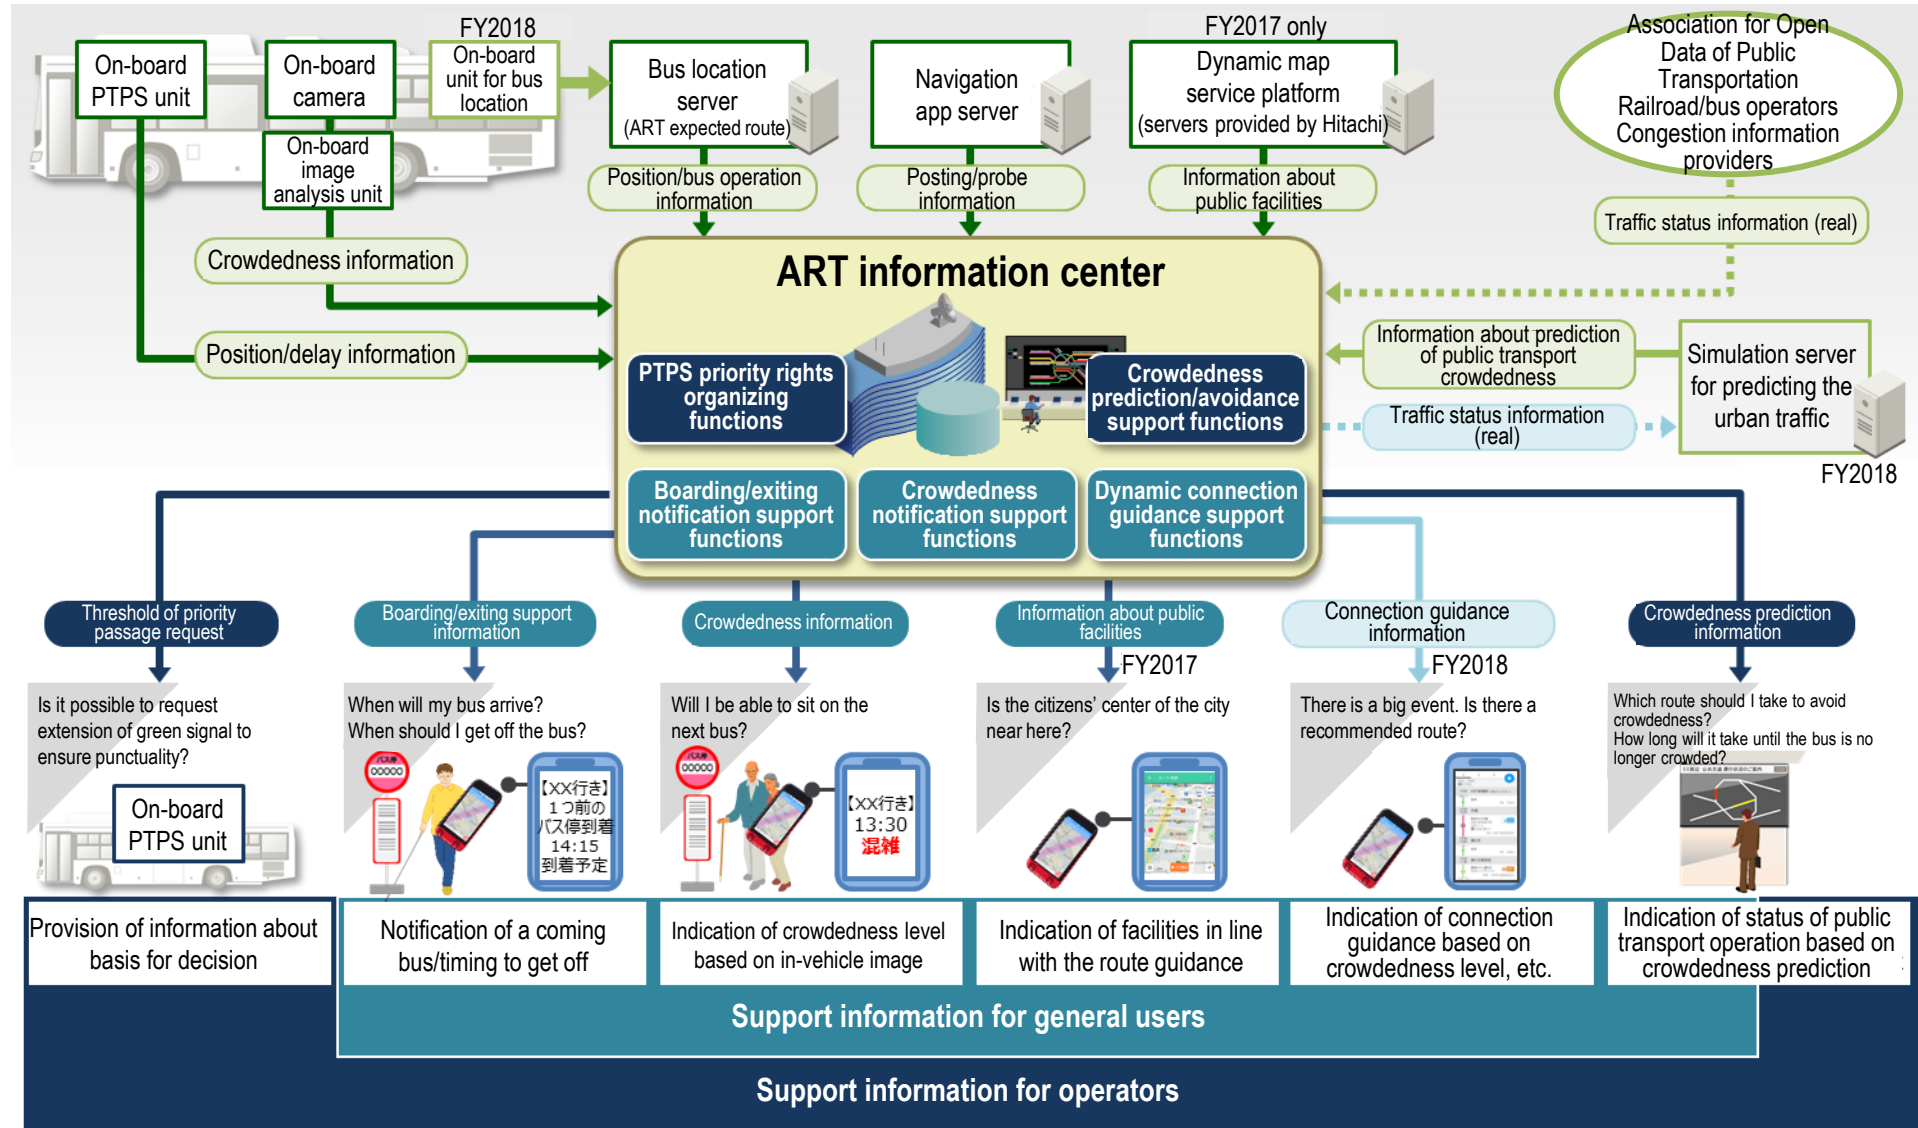 FY2018
On-board
PTPS unit
On-board
camera
On-board
unit for bus
location
On-board
image
analysis unit
Bus location
server
(ART expected route)
Navigation
app server
FY2017 only
Dynamic map
service platform
(servers provided by Hitachi)
Association for Open
Data of Public
Transportation
Railroad/bus operators
Congestion information
providers
Position/bus operation
information
Posting/probe
information
Information about
public facilities
Traffic status information (real)
Crowdedness information
Position/delay information
ART information center
PTPS priority rights
organizing
functions
Crowdedness
prediction/avoidance
support functions
Boarding/exiting
notification support
functions
Crowdedness
notification support
functions
Dynamic connection
guidance support
functions
Information about prediction
of public transport
crowdedness
Traffic status information
(real)
Simulation server
for predicting the
urban traffic
FY2018
Threshold of priority
passage request
Boarding/exiting support
information
Crowdedness information
Information about public
facilities
FY2017
Connection guidance
information
FY2018
Crowdedness prediction
information
Is it possible to request
extension of green signal to
ensure punctuality?
On-board
PTPS unit
When will my bus arrive?
When should I get off the bus?
バス停
00000
【XX行き】
１つ前の
バス停到着
14:15
到着予定
Will I be able to sit on the
next bus?
バス停
00000
【XX行き】
13:30
混雑
Is the citizens’ center of the city
near here?
There is a big event. Is there a
recommended route?
Which route should I take to avoid
crowdedness?
How long will it take until the bus is no
longer crowded?
Provision of information about
basis for decision
Notification of a coming
bus/timing to get off
Indication of crowdedness level
based on in-vehicle image
Indication of facilities in line
with the route guidance
Indication of connection
guidance based on
crowdedness level, etc.
Indication of status of public
transport operation based on
crowdedness prediction
Support information for general users
Support information for operators